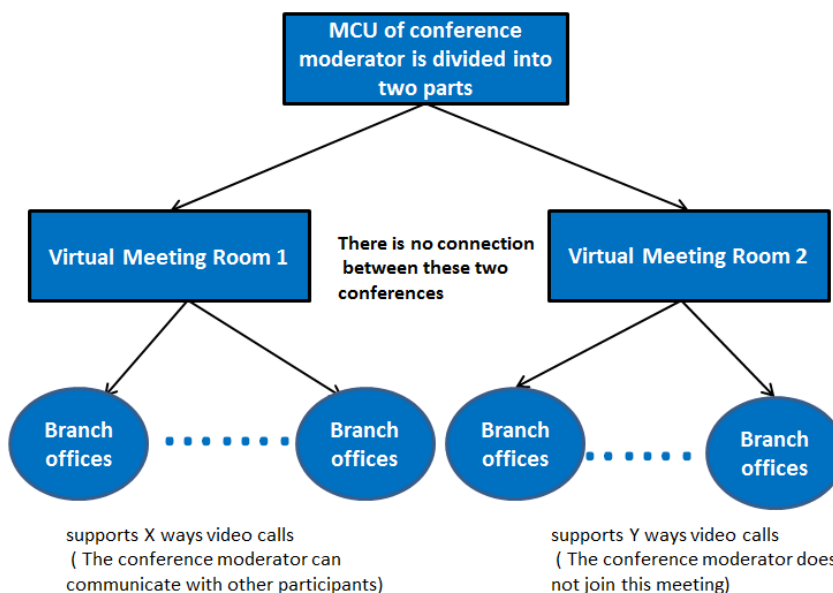 MCU of conference
moderator is divided into
two parts
Virtual Meeting Room 1
There is no connection
between these two
conferences
Virtual Meeting Room 2
Branch
offices
Branch
offices
Branch
offices
Branch
offices
supports X ways video calls
( The conference moderator can
communicate with other participants)
supports Y ways video calls
( The conference moderator does
not join this meeting)